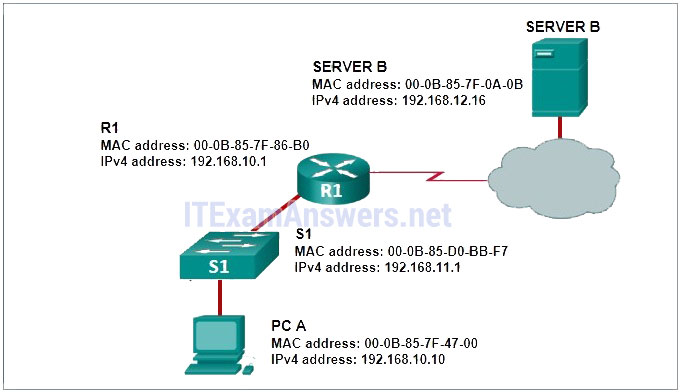 SERVER B
SERVER B
MAC address: 00-0B-85-7F-0A-0B
IPv4 address: 192.168.12.16
R1
MAC address: 00-0B-85-7F-86-B0
IPv4 address: 192.168.10.1
R1
ITExamAnswers.net
S1
MAC address: 00-0B-85-D0-BB-F7
IPv4 address: 192.168.11.1
S1
PC A
MAC address: 00-0B-85-7F-47-00
IPv4 address: 192.168.10.10